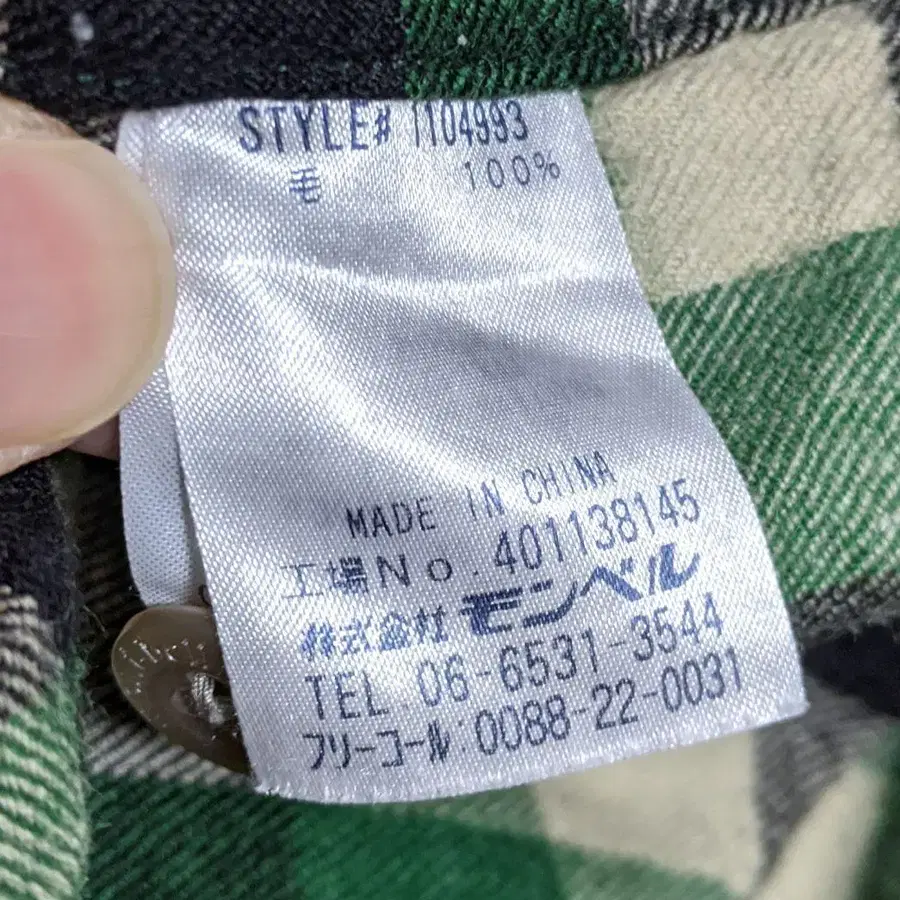 STYLE# 1104993
毛 100%
MADE IN CHINA
工場No. 401138145
株式会社 モンベル
TEL. 06-6531-3544
フリーコール:0088-22-0031